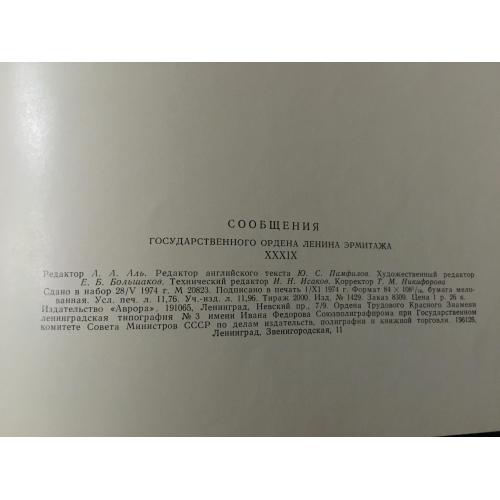 СООБЩЕНИЯ
ГОСУДАРСТВЕННОГО ОРДЕНА ЛЕНИНА ЭРМИТАЖА
XXXIX
Редактор А. А. Аль. Редактор английского текста Ю. С. Памфилов. Художественный редактор
Е. Б. Большаков. Технический редактор И. Н. Исаков. Корректор Т. М. Никифорова
Сдано в набор 28/V 1974 г. М 20823. Подписано в печать 1/XI 1974 г. Формат 84 × 108¹/₁₆, бумага мело-
ванная. Усл. печ. л. 11,76. Уч.-изд. л. 11,96. Тираж 2000. Изд. № 1429. Заказ 8309. Цена 1 р. 26 к.
Издательство «Аврора», 191065, Ленинград, Невский пр., 7/9. Ордена Трудового Красного Знамени
ленинградская типография № 3 имени Ивана Федорова Союзполиграфпрома при Государственном
комитете Совета Министров СССР по делам издательств, полиграфии и книжной торговли. 196126,
Ленинград, Звенигородская, 11